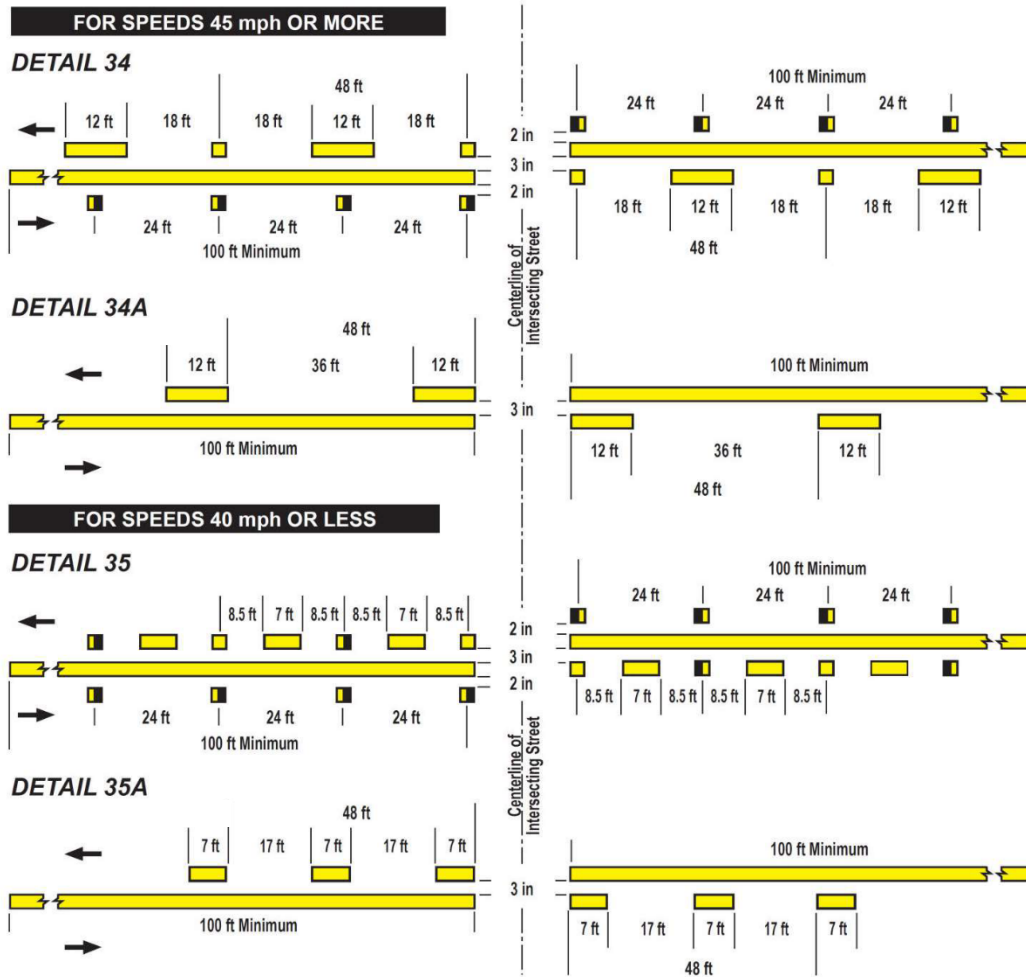 FOR SPEEDS 45 mph OR MORE
DETAIL 34
48 ft
12 ft 18 ft 18 ft 12 ft 18 ft
24 ft 24 ft 24 ft
100 ft Minimum
100 ft Minimum
24 ft 24 ft 24 ft
2 in
3 in
2 in
18 ft 12 ft 18 ft 18 ft 12 ft
48 ft
Centerline of
Intersecting Street
DETAIL 34A
48 ft
12 ft 36 ft 12 ft
100 ft Minimum
3 in
100 ft Minimum
12 ft 36 ft 12 ft
48 ft
FOR SPEEDS 40 mph OR LESS
DETAIL 35
8.5 ft 7 ft 8.5 ft 8.5 ft 7 ft 8.5 ft
24 ft 24 ft 24 ft
100 ft Minimum
100 ft Minimum
24 ft 24 ft 24 ft
2 in
3 in
2 in
8.5 ft 7 ft 8.5 ft 8.5 ft 7 ft 8.5 ft
Centerline of
Intersecting Street
DETAIL 35A
48 ft
7 ft 17 ft 7 ft 17 ft 7 ft
100 ft Minimum
3 in
100 ft Minimum
7 ft 17 ft 7 ft 17 ft 7 ft
48 ft